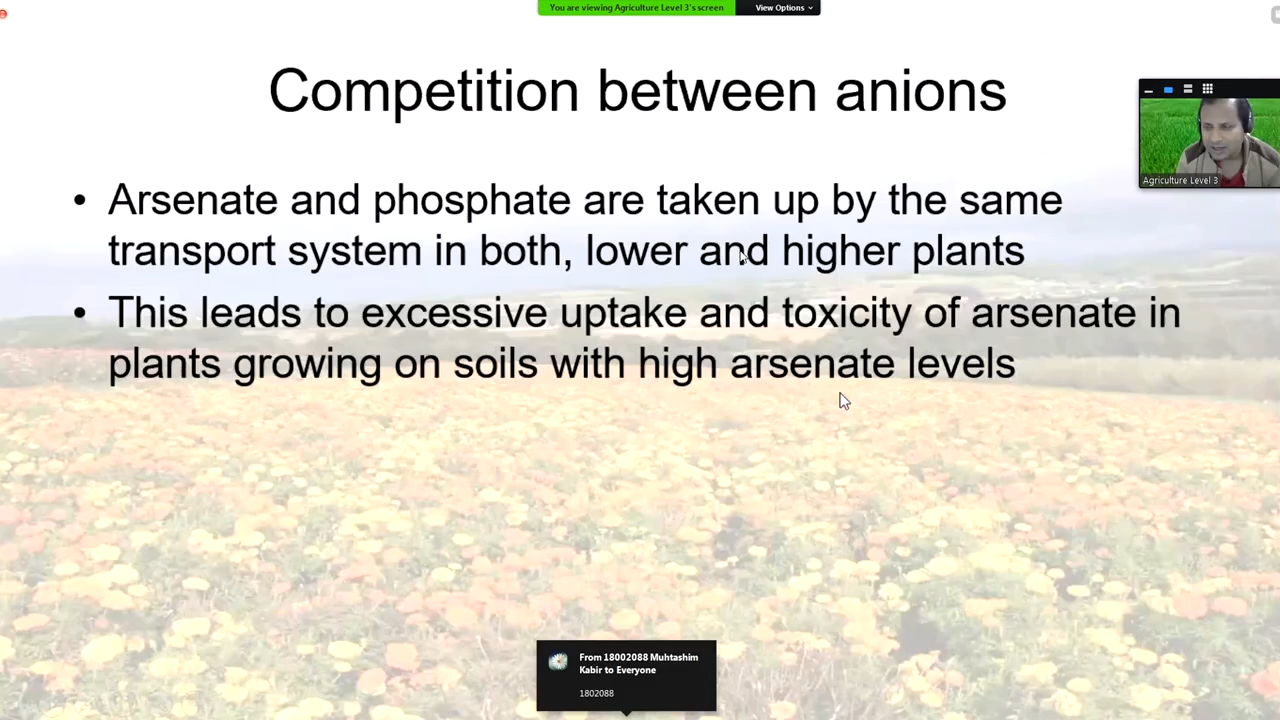 You are viewing Agriculture Level 3's screen
View Options
Competition between anions
Agriculture Level 3
• Arsenate and phosphate are taken up by the same
transport system in both, lower and higher plants
• This leads to excessive uptake and toxicity of arsenate in
plants growing on soils with high arsenate levels
From 18002088 Muhtashim
Kabir to Everyone
1802088